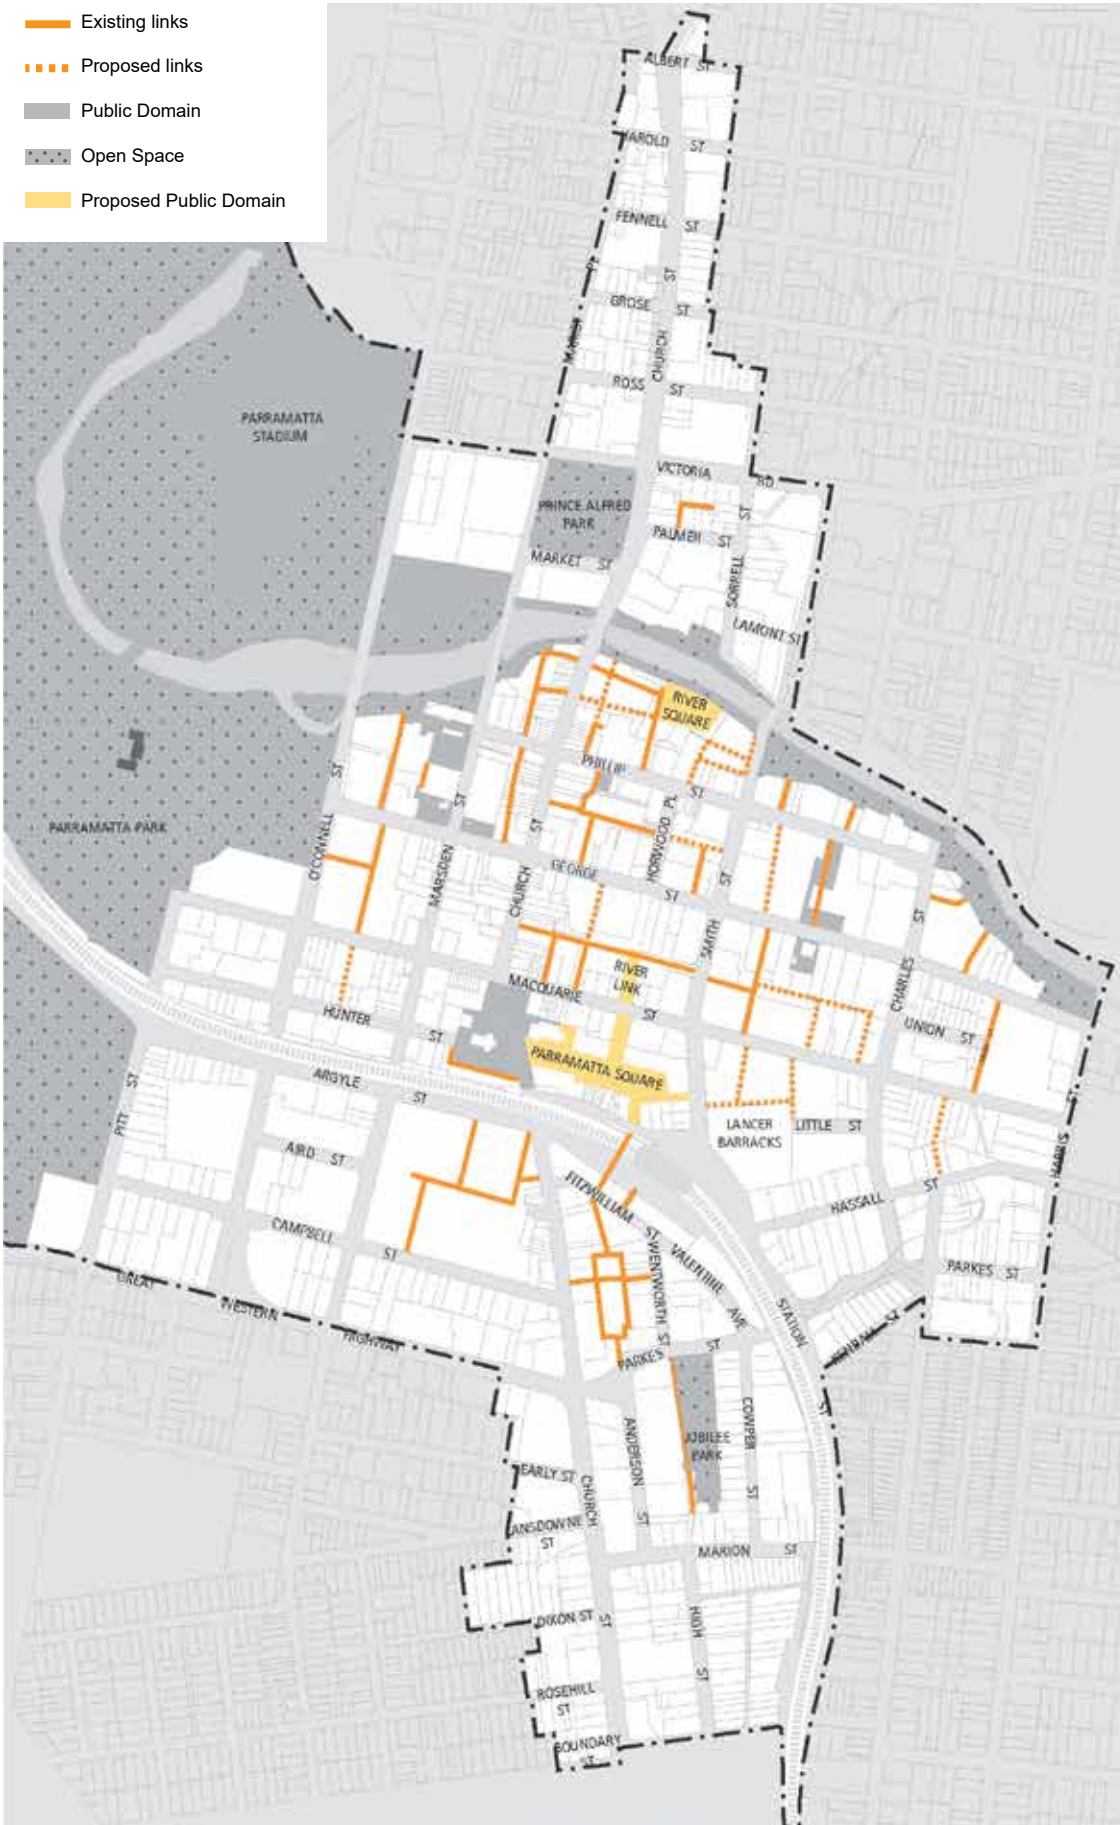 Existing links
Proposed links
Public Domain
Open Space
Proposed Public Domain
ALBERT ST
HAROLD ST
FENNELL ST
ST
PL
GROSE ST
CHURCH
ROSS ST
PARRAMATTA
STADIUM
VICTORIA RD
PRINCE ALFRED
PARK
PALMER ST
ST
MARKET ST
SORRELL
LAMONT ST
RIVER
SQUARE
PHILLIP
ST
ST
ST
HORWOOD PL
PARRAMATTA PARK
O'CONNELL
MARSDEN
CHURCH
ST
GEORGE
ST
ST
SMITH
ST
CHARLES
RIVER
LINK
MACQUARIE
ST
HUNTER
ST
UNION ST
PARRAMATTA SQUARE
ARGYLE
ST
PITT ST
LANCER
BARRACKS
LITTLE ST
ST
HARRIS
AIRD ST
FITZWILLIAM ST
HASSALL
ST
CAMPBELL
ST
WENTWORTH ST
VALENTINE AVE
STATION
ST
PARKES ST
GREAT
WESTERN
HIGHWAY
PARKES
ST
COWPER
ST
ANDERSON
ST
JUBILEE
PARK
EARLY ST
CHURCH
ST
LANSDOWNE
ST
MARION ST
DIXON ST
HIGH
ST
ROSEHILL
ST
BOUNDARY
ST